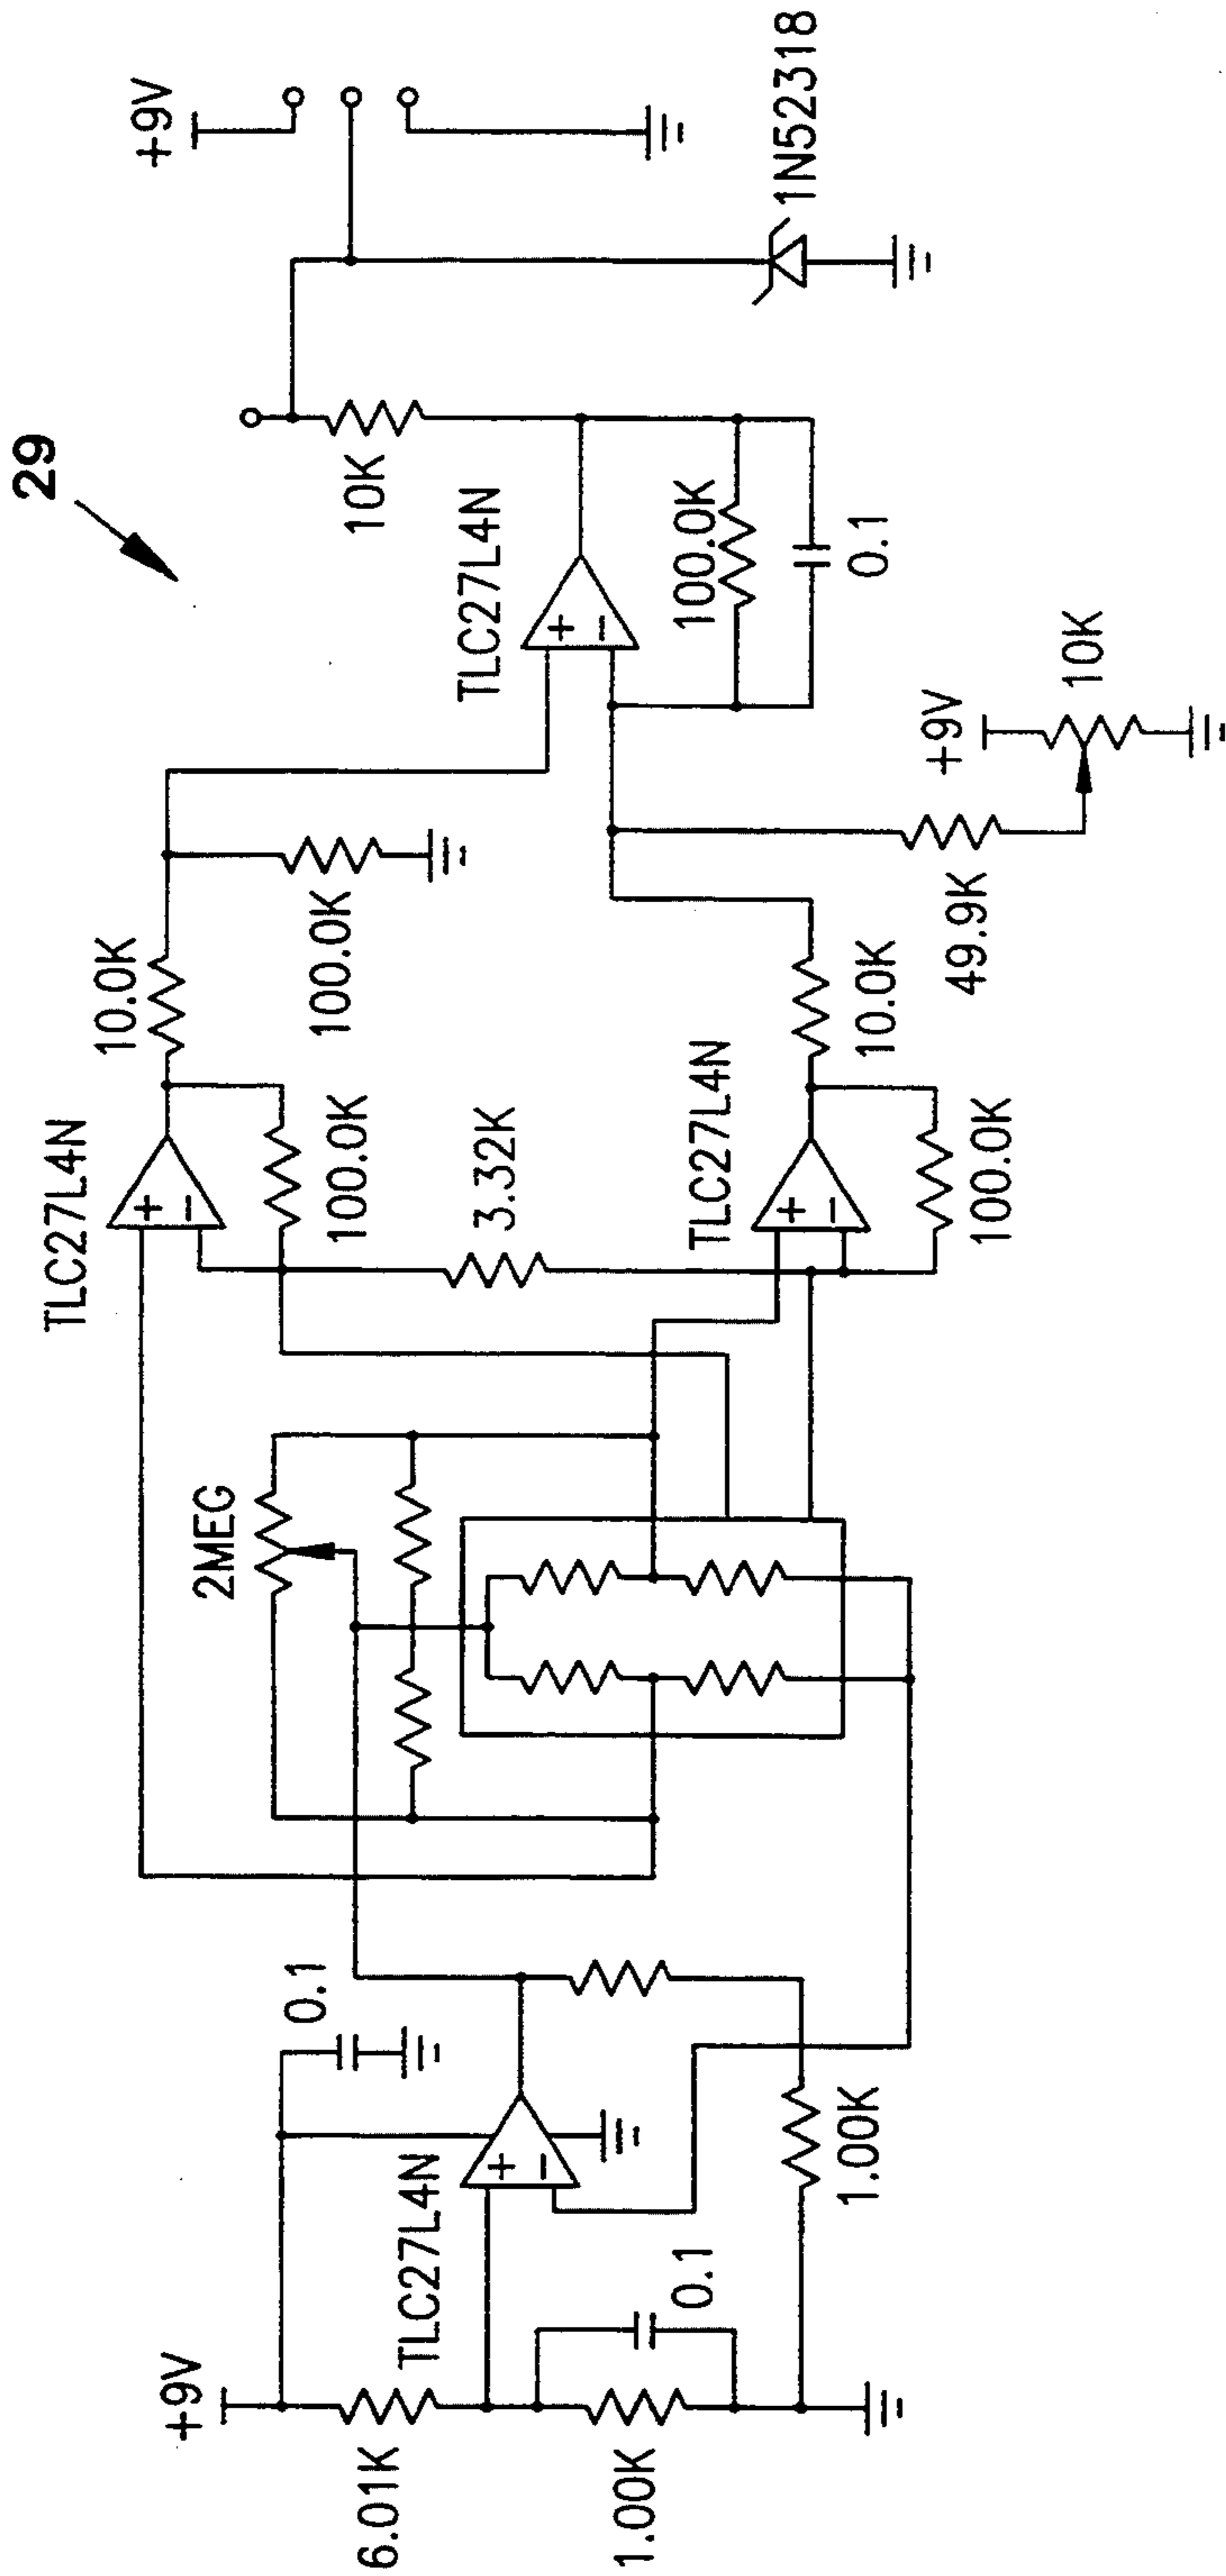 29
+9V
6.01K
1.00K
0.1
TLC27L4N
+
−
0.1
1.00K
2MEG
TLC27L4N
+
−
100.0K
3.32K
TLC27L4N
+
−
100.0K
10.0K
100.0K
10.0K
49.9K
+9V
10K
TLC27L4N
+
−
100.0K
0.1
10K
+9V
1N52318